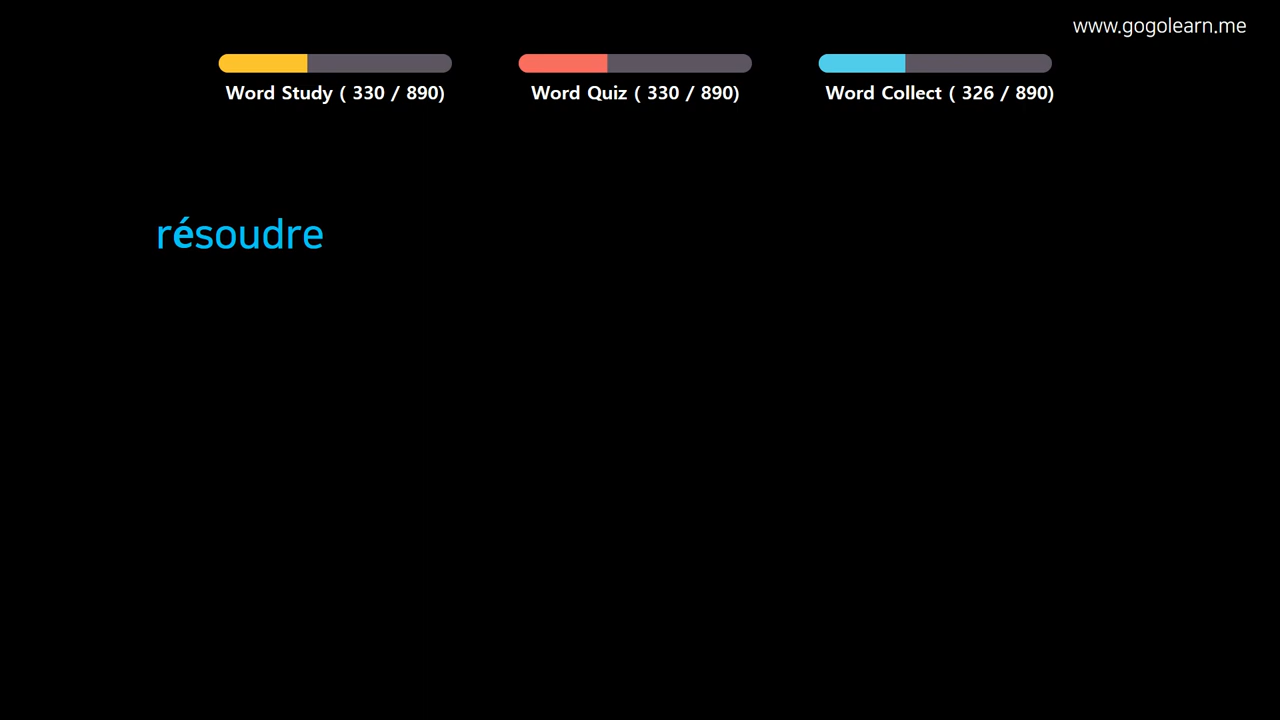 www.gogolearn.me
Word Study ( 330 / 890)
Word Quiz ( 330 / 890)
Word Collect ( 326 / 890)
résoudre